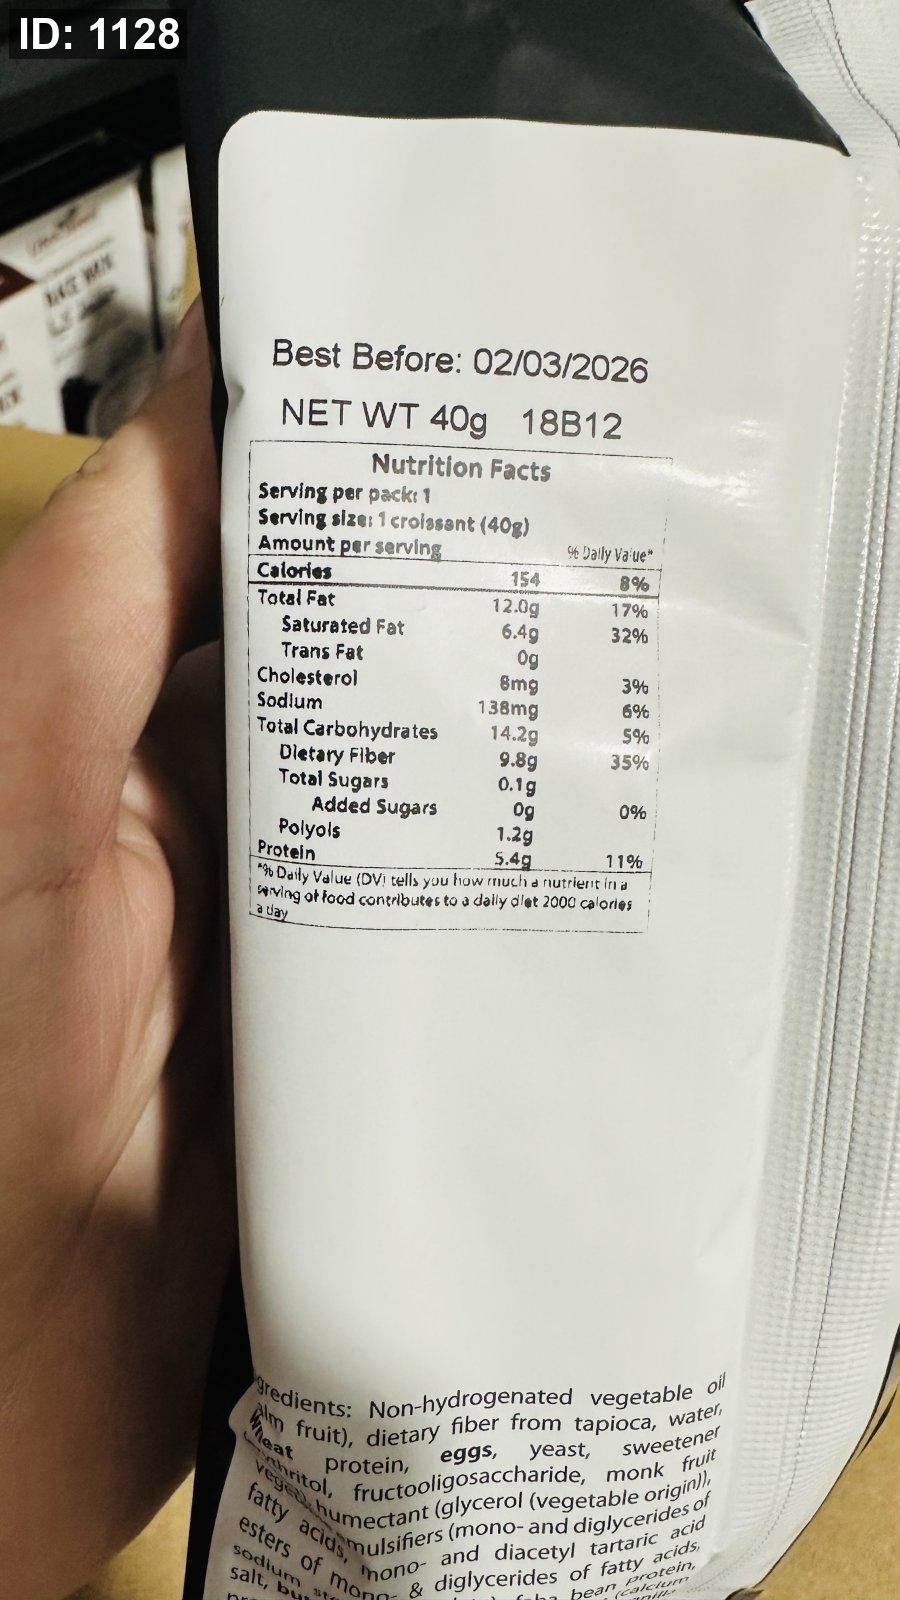 ID: 1128
Best Before: 02/03/2026
NET WT 40g 18B12
Nutrition Facts
Serving per pack: 1
Serving size: 1 croissant (40g)
Amount per serving % Daily Value*
Calories 154 8%
Total Fat 12.0g 17%
Saturated Fat 6.4g 32%
Trans Fat 0g
Cholesterol 8mg 3%
Sodium 138mg 6%
Total Carbohydrates 14.2g 5%
Dietary Fiber 9.8g 35%
Total Sugars 0.1g
Added Sugars 0g 0%
Polyols 1.2g
Protein 5.4g 11%
*% Daily Value (DV) tells you how much a nutrient in a
serving of food contributes to a daily diet 2000 calories
a day
gredients: Non-hydrogenated vegetable oil
alm fruit), dietary fiber from tapioca, water,
Wheat protein, eggs, yeast, sweetener
fructooligosaccharide, monk fruit
humectant (glycerol (vegetable origin)),
mulsifiers (mono- and diglycerides of
fatty acids, mono- and diacetyl tartaric acid
esters of mono- & diglycerides of fatty acids,
sodium bean protein,
salt, (calcium